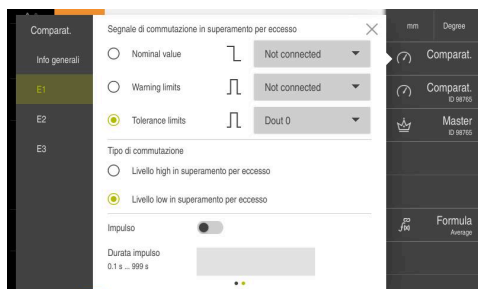 Comparat.
Info generali
E1
E2
E3
Segnale di commutazione in superamento per eccesso
Nominal value
Not connected
Warning limits
Not connected
Tolerance limits
Dout 0
Tipo di commutazione
Livello high in superamento per eccesso
Livello low in superamento per eccesso
Impulso
Durata impulso
0.1 s ... 999 s
mm
Degree
Comparat.
Comparat.
ID 98765
Master
ID 98765
Formula
Average